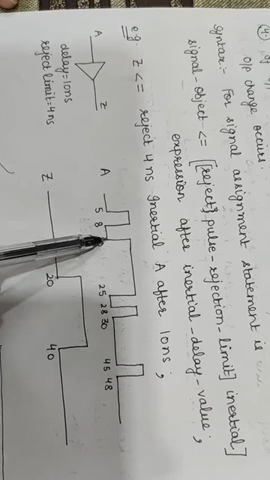 (4)
O/P change occurs.
Syntax:- For signal assignment statement is
signal-object <= [[reject] pulse-rejection-limit] inertial]
expression after inertial-delay-value;
eg Z <= reject 4ns Inertial A after 10ns;
A
Z
delay=10ns
reject limit=4ns
A
5 8 25 28 30 45 48
Z
20 40